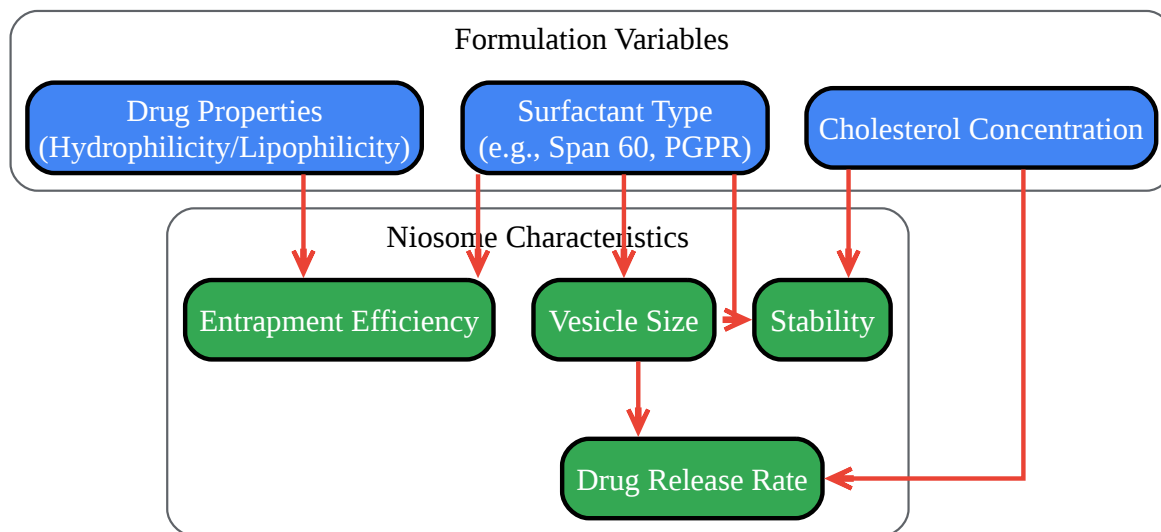 Formulation Variables
Drug Properties
(Hydrophilicity/Lipophilicity)
Surfactant Type
(e.g., Span 60, PGPR)
Cholesterol Concentration
Niosome Characteristics
Entrapment Efficiency
Vesicle Size
Stability
Drug Release Rate